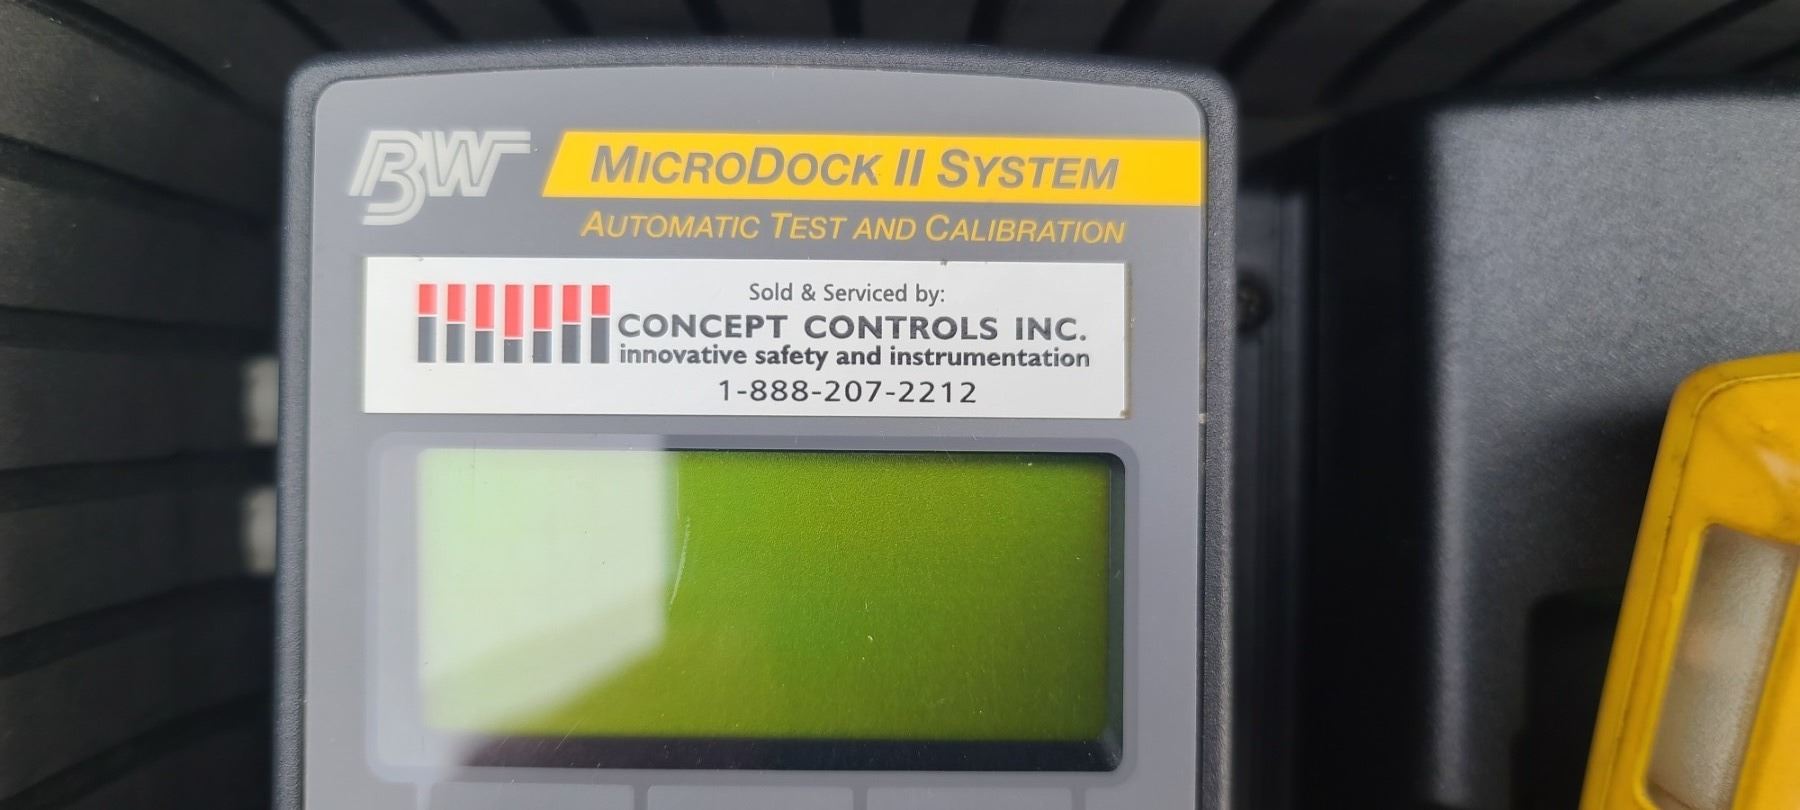 BW
MICRODOCK II SYSTEM
AUTOMATIC TEST AND CALIBRATION
Sold & Serviced by:
CONCEPT CONTROLS INC.
innovative safety and instrumentation
1-888-207-2212